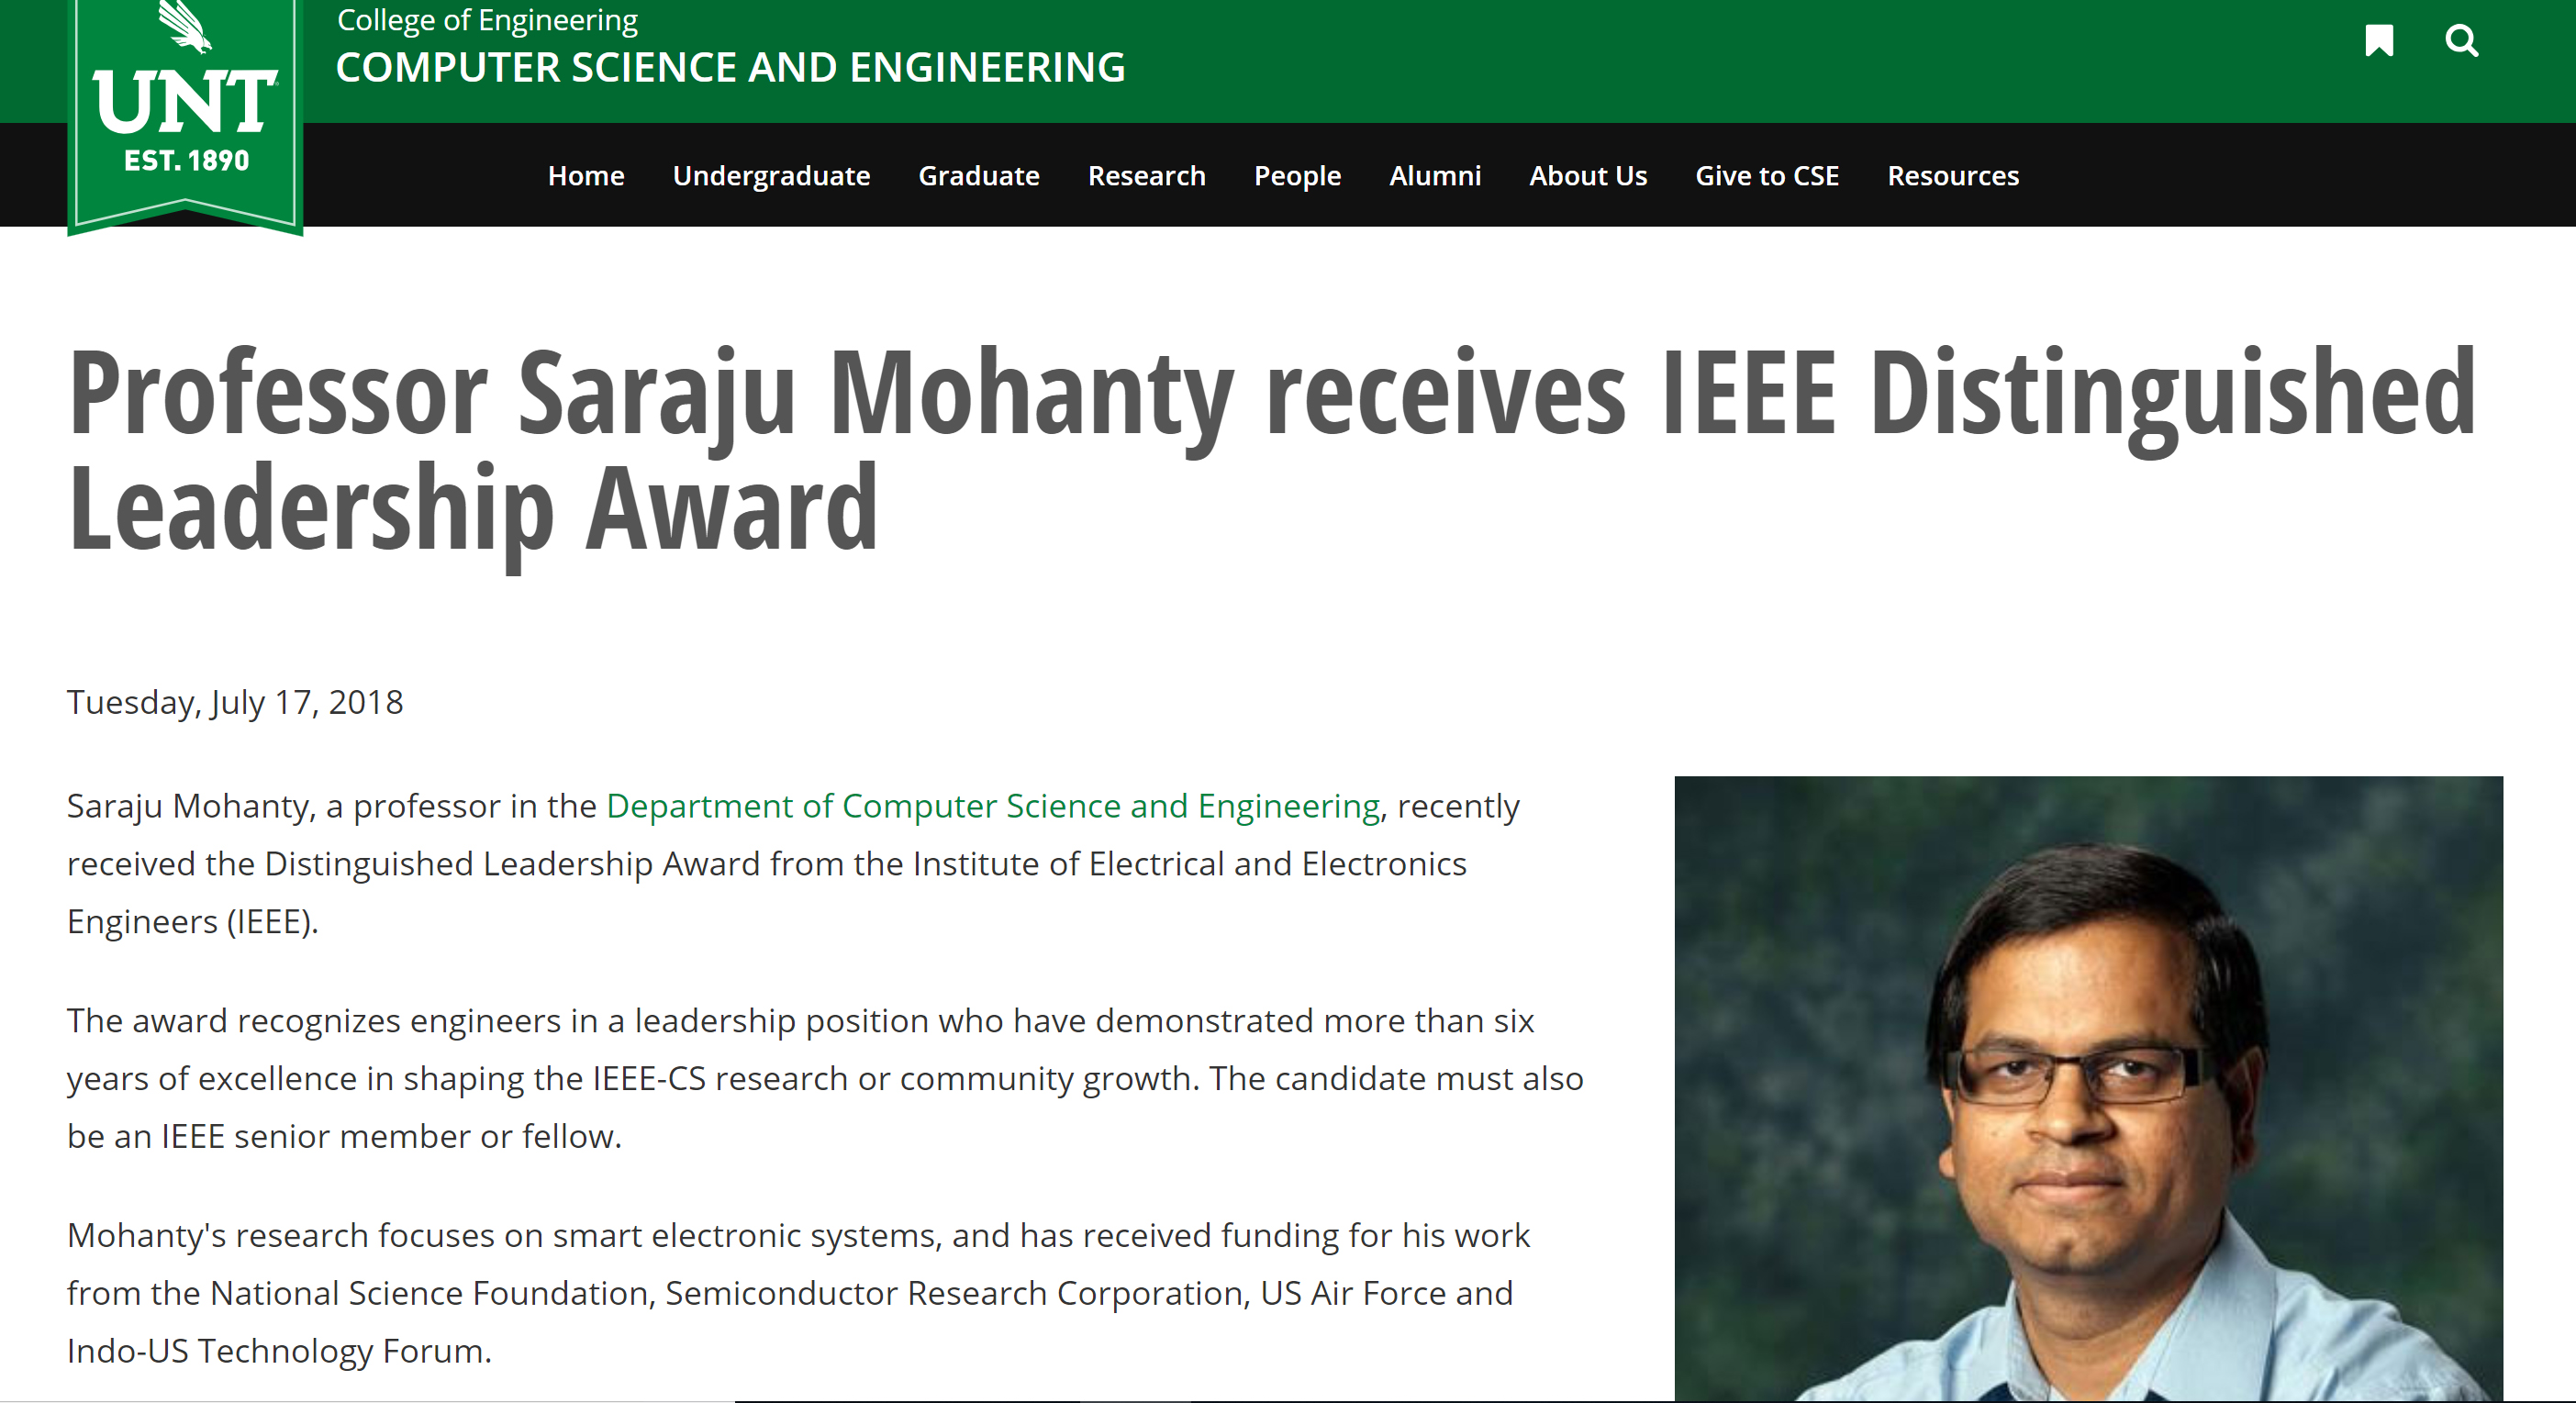 College of Engineering
COMPUTER SCIENCE AND ENGINEERING
UNT
EST. 1890
Home Undergraduate Graduate Research People Alumni About Us Give to CSE Resources
Professor Saraju Mohanty receives IEEE Distinguished
Leadership Award
Tuesday, July 17, 2018
Saraju Mohanty, a professor in the Department of Computer Science and Engineering, recently
received the Distinguished Leadership Award from the Institute of Electrical and Electronics
Engineers (IEEE).
The award recognizes engineers in a leadership position who have demonstrated more than six
years of excellence in shaping the IEEE-CS research or community growth. The candidate must also
be an IEEE senior member or fellow.
Mohanty's research focuses on smart electronic systems, and has received funding for his work
from the National Science Foundation, Semiconductor Research Corporation, US Air Force and
Indo-US Technology Forum.